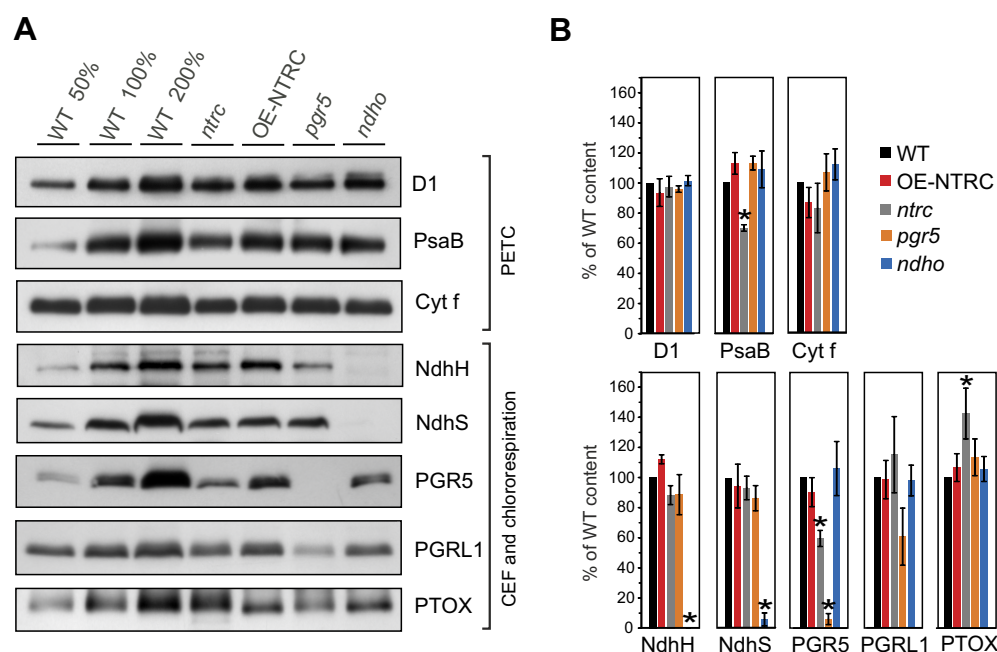 A
WT 50%
WT 100%
WT 200%
ntrc
OE-NTRC
pgr5
ndho
D1
PsaB
Cyt f
PETC
NdhH
NdhS
PGR5
PGRL1
PTOX
CEF and chlororespiration
B
% of WT content
160
140
120
100
80
60
40
20
0
*
D1 PsaB Cyt f
WT
OE-NTRC
ntrc
pgr5
ndho
% of WT content
160
140
120
100
80
60
40
20
0
* * * * *
NdhH NdhS PGR5 PGRL1 PTOX